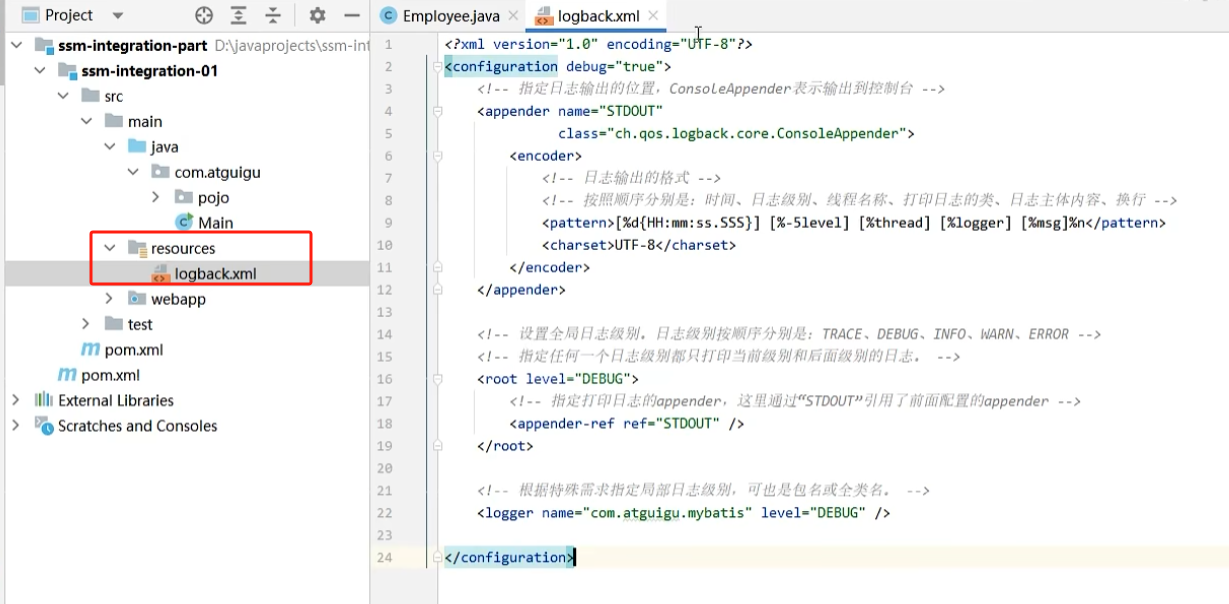 Project
Employee.java
logback.xml
ssm-integration-part D:\javaprojects\ssm-int
ssm-integration-01
src
main
java
com.atguigu
pojo
Main
resources
logback.xml
webapp
test
pom.xml
pom.xml
External Libraries
Scratches and Consoles
1 <?xml version="1.0" encoding="UTF-8"?>
2 <configuration debug="true">
3 <!-- 指定日志输出的位置，ConsoleAppender表示输出到控制台 -->
4 <appender name="STDOUT"
5 class="ch.qos.logback.core.ConsoleAppender">
6 <encoder>
7 <!-- 日志输出的格式 -->
8 <!-- 按照顺序分别是：时间、日志级别、线程名称、打印日志的类、日志主体内容、换行 -->
9 <pattern>[%d{HH:mm:ss.SSS}] [%-5level] [%thread] [%logger] [%msg]%n</pattern>
10 <charset>UTF-8</charset>
11 </encoder>
12 </appender>
13
14 <!-- 设置全局日志级别。日志级别按顺序分别是：TRACE、DEBUG、INFO、WARN、ERROR -->
15 <!-- 指定任何一个日志级别都只打印当前级别和后面级别的日志。 -->
16 <root level="DEBUG">
17 <!-- 指定打印日志的appender，这里通过“STDOUT”引用了前面配置的appender -->
18 <appender-ref ref="STDOUT" />
19 </root>
20
21 <!-- 根据特殊需求指定局部日志级别，可也是包名或全类名。 -->
22 <logger name="com.atguigu.mybatis" level="DEBUG" />
23
24 </configuration>